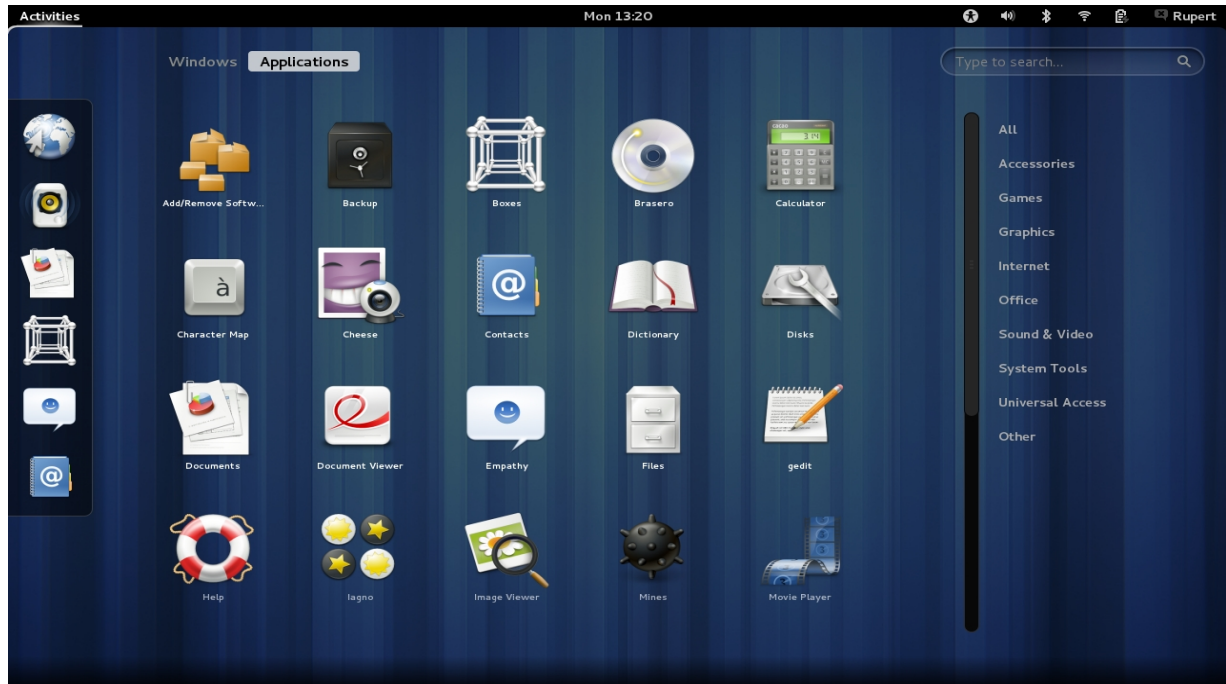 Activities
Mon 13:20
Rupert
Windows Applications
Type to search...
Add/Remove Softw...
Backup
Boxes
Brasero
Calculator
Character Map
Cheese
Contacts
Dictionary
Disks
Documents
Document Viewer
Empathy
Files
gedit
Help
Iagno
Image Viewer
Mines
Movie Player
All
Accessories
Games
Graphics
Internet
Office
Sound & Video
System Tools
Universal Access
Other
à
@
@
3.14